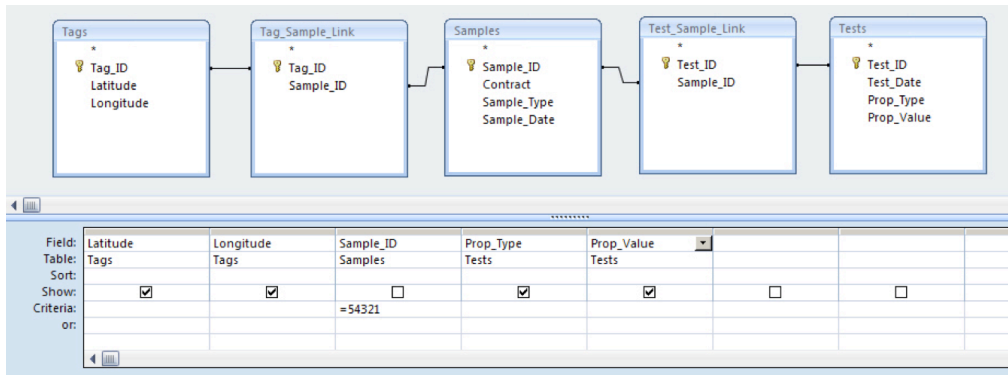 Tags
*
Tag_ID
Latitude
Longitude
Tag_Sample_Link
*
Tag_ID
Sample_ID
Samples
*
Sample_ID
Contract
Sample_Type
Sample_Date
Test_Sample_Link
*
Test_ID
Sample_ID
Tests
*
Test_ID
Test_Date
Prop_Type
Prop_Value
Field: Latitude Longitude Sample_ID Prop_Type Prop_Value
Table: Tags Tags Samples Tests Tests
Sort:
Show:
Criteria: =54321
or: